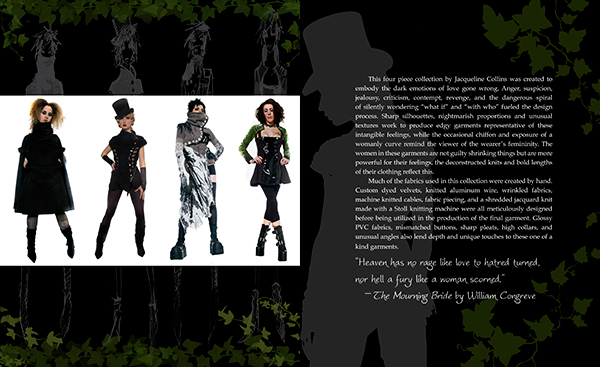 This four piece collection by Jacqueline Collins was created to
embody the dark emotions of love gone wrong. Anger, suspicion,
jealousy, criticism, contempt, revenge, and the dangerous spiral
of silently wondering "what if" and "with who" fueled the design
process. Sharp silhouettes, nightmarish proportions and unusual
textures work to produce edgy garments representative of these
intangible feelings, while the occasional chiffon and exposure of a
womanly curve remind the viewer of the wearer's femininity. The
women in these garments are not guilty shrinking things but are more
powerful for their feelings, the deconstructed knits and bold lengths
of their clothing reflect this.
Much of the fabrics used in this collection were created by hand.
Custom dyed velvets, knitted aluminum wire, wrinkled fabrics,
machine knitted cables, fabric piecing, and a shredded jacquard knit
made with a Stoll knitting machine were all meticulously designed
before being utilized in the production of the final garment. Glossy
PVC fabrics, mismatched buttons, sharp pleats, high collars, and
unusual angles also lend depth and unique touches to these one of a
kind garments.
"Heaven has no rage like love to hatred turned,
nor hell a fury like a woman scorned."
– The Mourning Bride by William Congreve